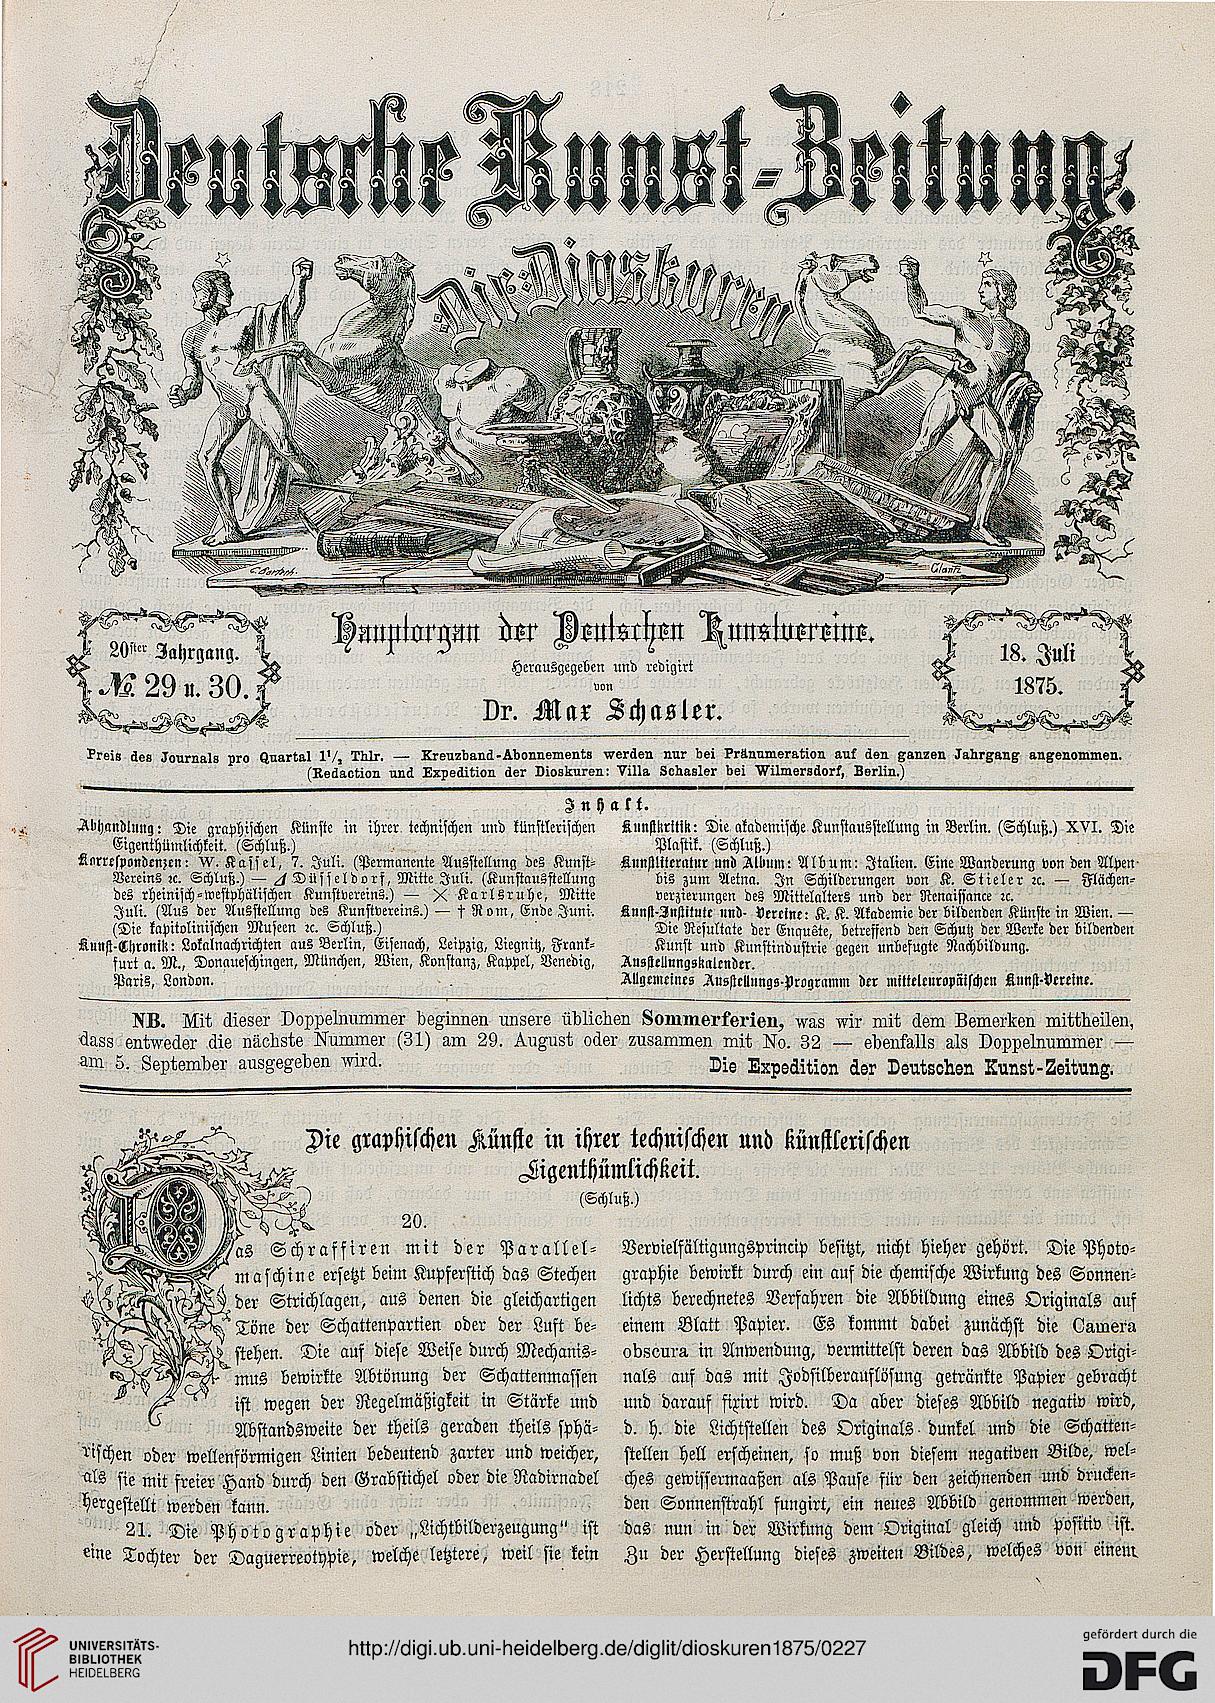 Deutsche Kunst-Zeitung.
Die Dioskuren
C. Bartsch.
Glantz
20ster Jahrgang.
№. 29 u. 30.
Hauptorgan der Deutschen Kunstvereine.
Herausgegeben und redigirt
von
Dr. Max Schasler.
18. Juli
1875.
Preis des Journals pro Quartal 1½ Thlr. — Kreuzband-Abonnements werden nur bei Pränumeration auf den ganzen Jahrgang angenommen.
(Redaction und Expedition der Dioskuren: Villa Schasler bei Wilmersdorf, Berlin.)
Inhalt.
Abhandlung: Die graphischen Künste in ihrer technischen und künstlerischen
Eigenthümlichkeit. (Schluß.)
Korrespondenzen: W. Kassel, 7. Juli. (Permanente Ausstellung des Kunst-
Vereins ꝛc. Schluß.) — △ Düsseldorf, Mitte Juli. (Kunstausstellung
des rheinisch-westphälischen Kunstvereins.) — ✕ Karlsruhe, Mitte
Juli. (Aus der Ausstellung des Kunstvereins.) — † Rom, Ende Juni.
(Die kapitolinischen Museen ꝛc. Schluß.)
Kunst-Chronik: Lokalnachrichten aus Berlin, Eisenach, Leipzig, Liegnitz, Frank-
furt a. M., Donaueschingen, München, Wien, Konstanz, Kappel, Venedig,
Paris, London.
Kunstkritik: Die akademische Kunstausstellung in Berlin. (Schluß.) XVI. Die
Plastik. (Schluß.)
Kunstliteratur und Album: Album: Italien. Eine Wanderung von den Alpen
bis zum Aetna. In Schilderungen von K. Stieler ꝛc. — Flächen-
verzierungen des Mittelalters und der Renaissance ꝛc.
Kunst-Institute und-Vereine: K. K. Akademie der bildenden Künste in Wien. —
Die Resultate der Enquête, betreffend den Schutz der Werke der bildenden
Kunst und Kunstindustrie gegen unbefugte Nachbildung.
Ausstellungskalender.
Allgemeines Ausstellungs-Programm der mitteleuropäischen Kunst-Vereine.
NB. Mit dieser Doppelnummer beginnen unsere üblichen Sommerferien, was wir mit dem Bemerken mittheilen,
dass entweder die nächste Nummer (31) am 29. August oder zusammen mit No. 32 — ebenfalls als Doppelnummer —
am 5. September ausgegeben wird.
Die Expedition der Deutschen Kunst-Zeitung.
Die graphischen Künste in ihrer technischen und künstlerischen
Eigenthümlichkeit.
(Schluß.)
20.
Das Schraffiren mit der Parallel-
maschine ersetzt beim Kupferstich das Stechen
der Strichlagen, aus denen die gleichartigen
Töne der Schattenpartien oder der Luft be-
stehen. Die auf diese Weise durch Mechanis-
mus bewirkte Abtönung der Schattenmassen
ist wegen der Regelmäßigkeit in Stärke und
Abstandsweite der theils geraden theils sphä-
rischen oder wellenförmigen Linien bedeutend zarter und weicher,
als sie mit freier Hand durch den Grabstichel oder die Radirnadel
hergestellt werden kann.
21. Die Photographie oder „Lichtbilderzeugung“ ist
eine Tochter der Daguerreotypie, welche letztere, weil sie kein
Vervielfältigungsprincip besitzt, nicht hieher gehört. Die Photo-
graphie bewirkt durch ein auf die chemische Wirkung des Sonnen-
lichts berechnetes Verfahren die Abbildung eines Originals auf
einem Blatt Papier. Es kommt dabei zunächst die Camera
obscura in Anwendung, vermittelst deren das Abbild des Origi-
nals auf das mit Jodsilberauflösung getränkte Papier gebracht
und darauf fixirt wird. Da aber dieses Abbild negativ wird,
d. h. die Lichtstellen des Originals dunkel und die Schatten-
stellen hell erscheinen, so muß von diesem negativen Bilde, wel-
ches gewissermaaßen als Pause für den zeichnenden und drucken-
den Sonnenstrahl fungirt, ein neues Abbild genommen werden,
das nun in der Wirkung dem Original gleich und positiv ist.
Zu der Herstellung dieses zweiten Bildes, welches von einem
UNIVERSITÄTS-
BIBLIOTHEK
HEIDELBERG
http://digi.ub.uni-heidelberg.de/diglit/dioskuren1875/0227
gefördert durch die
DFG